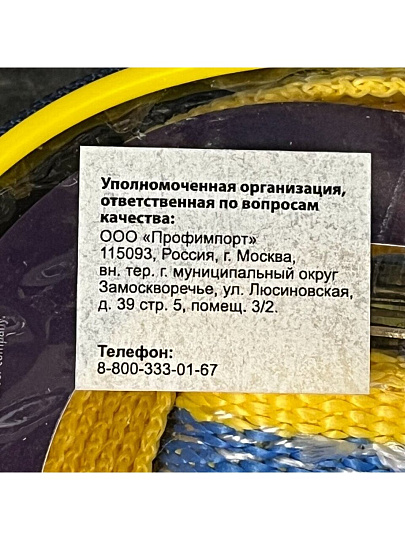 Уполномоченная организация,
ответственная по вопросам
качества:
ООО «Профимпорт»
115093, Россия, г. Москва,
вн. тер. г. муниципальный округ
Замоскворечье, ул. Люсиновская,
д. 39 стр. 5, помещ. 3/2.
Телефон:
8-800-333-01-67
company.